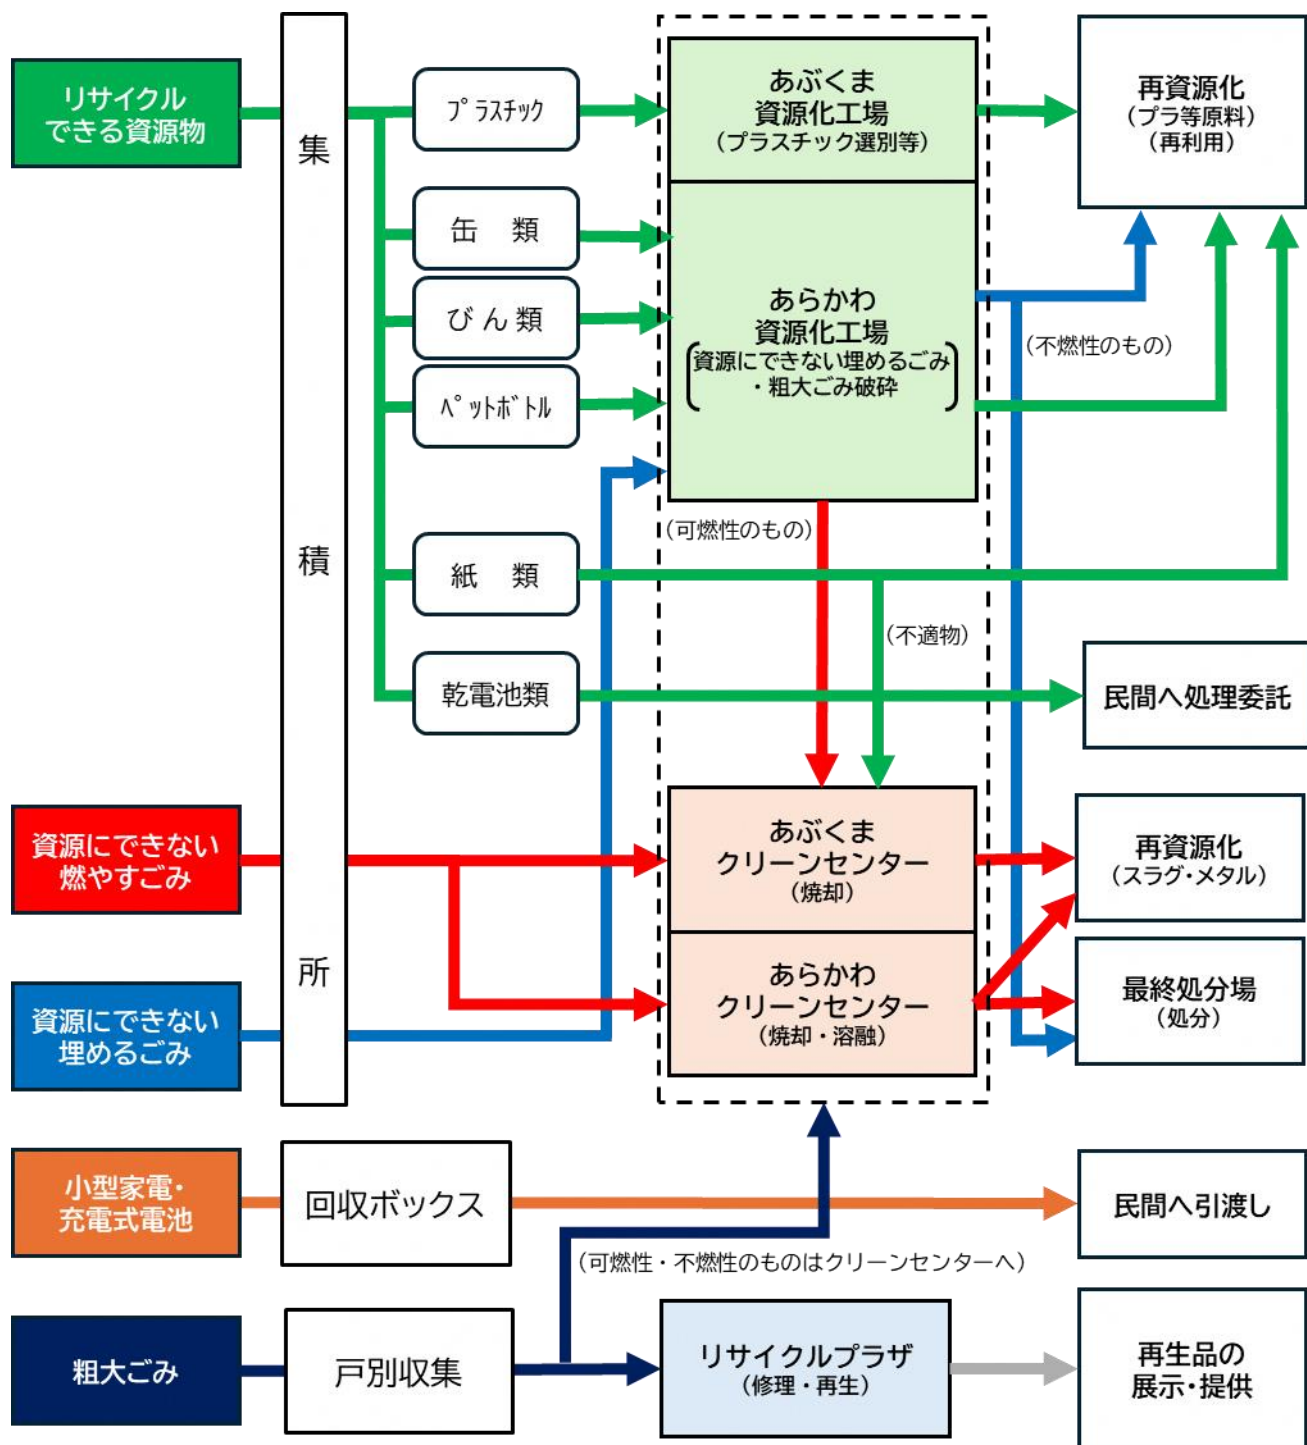 リサイクル
できる資源物
集
積
所
プラスチック
缶　類
びん類
ペットボトル
紙　類
乾電池類
あぶくま
資源化工場
（プラスチック選別等）
あらかわ
資源化工場
資源にできない埋めるごみ
・粗大ごみ破砕
再資源化
（プラ等原料）
（再利用）
（不燃性のもの）
（可燃性のもの）
（不適物）
民間へ処理委託
資源にできない
燃やすごみ
あぶくま
クリーンセンター
（焼却）
再資源化
（スラグ・メタル）
資源にできない
埋めるごみ
あらかわ
クリーンセンター
（焼却・溶融）
最終処分場
（処分）
小型家電・
充電式電池
回収ボックス
民間へ引渡し
（可燃性・不燃性のものはクリーンセンターへ）
粗大ごみ
戸別収集
リサイクルプラザ
（修理・再生）
再生品の
展示・提供